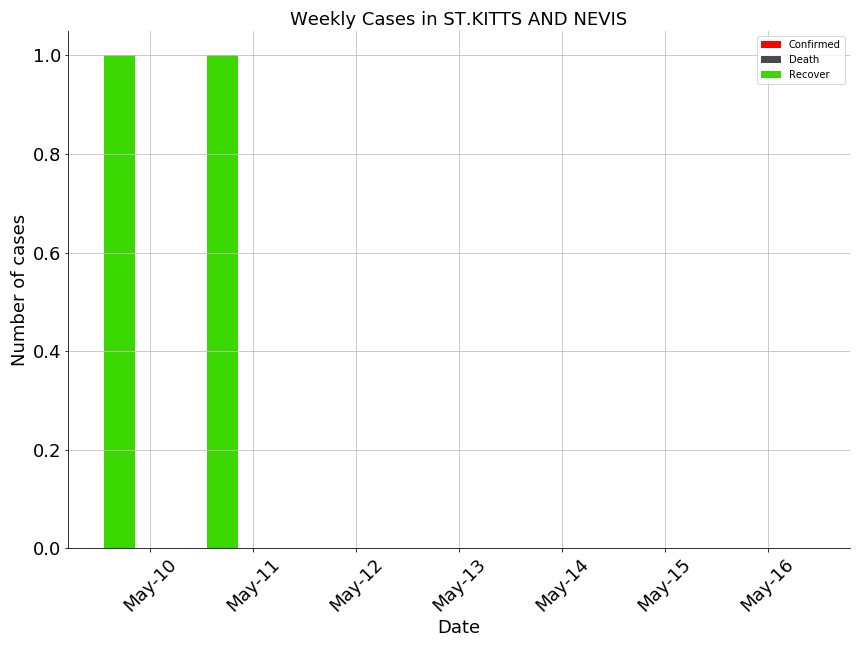 Weekly Cases in ST.KITTS AND NEVIS
Confirmed
Death
Recover
Number of cases
1.0
0.8
0.6
0.4
0.2
0.0
May-10
May-11
May-12
May-13
May-14
May-15
May-16
Date